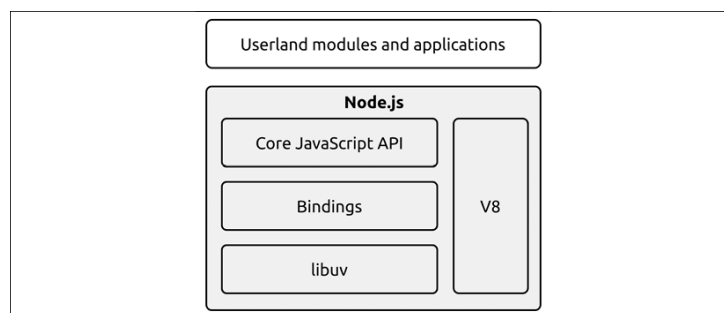 Userland modules and applications
Node.js
Core JavaScript API
Bindings
V8
libuv